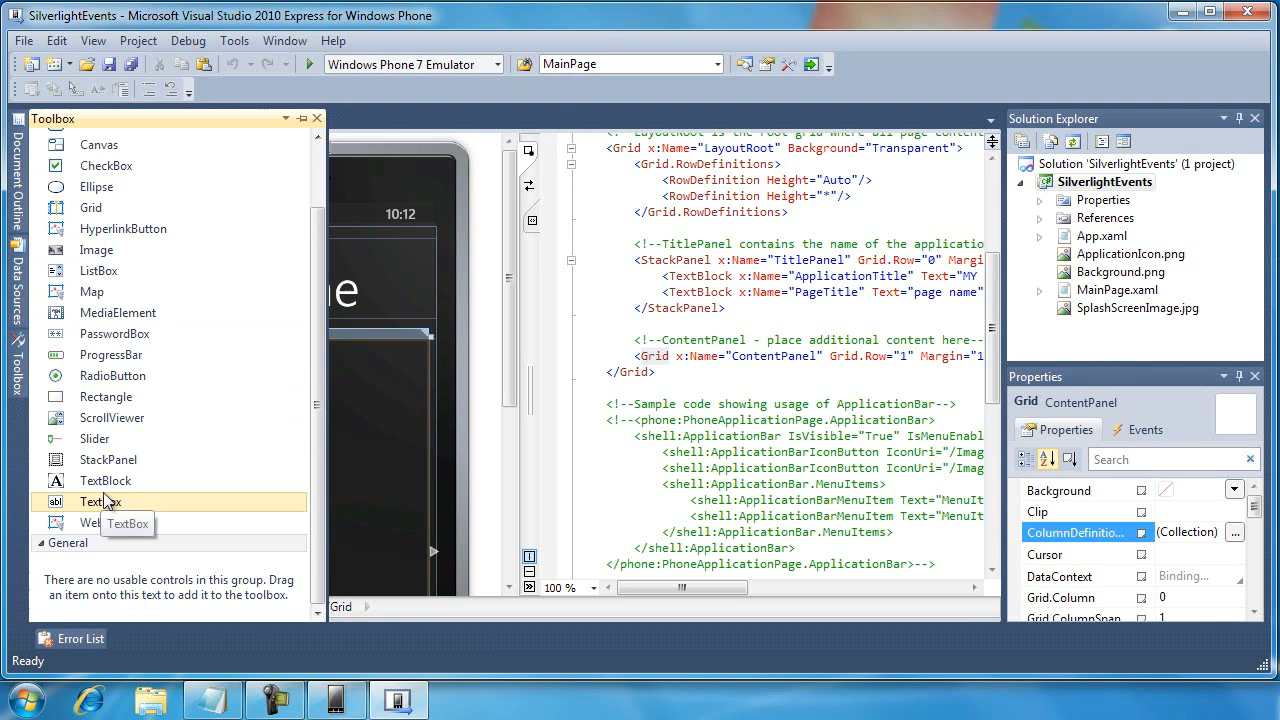 SilverlightEvents - Microsoft Visual Studio 2010 Express for Windows Phone
File Edit View Project Debug Tools Window Help
Windows Phone 7 Emulator MainPage
Document Outline
Data Sources
Toolbox
Toolbox
Canvas
CheckBox
Ellipse
Grid
HyperlinkButton
Image
ListBox
Map
MediaElement
PasswordBox
ProgressBar
RadioButton
Rectangle
ScrollViewer
Slider
StackPanel
TextBlock
TextBox
TextBox
General
There are no usable controls in this group. Drag
an item onto this text to add it to the toolbox.
10:12
<Grid x:Name="LayoutRoot" Background="Transparent">
<Grid.RowDefinitions>
<RowDefinition Height="Auto"/>
<RowDefinition Height="*"/>
</Grid.RowDefinitions>
<!--TitlePanel contains the name of the application
<StackPanel x:Name="TitlePanel" Grid.Row="0" Margin
<TextBlock x:Name="ApplicationTitle" Text="MY
<TextBlock x:Name="PageTitle" Text="page name"
</StackPanel>
<!--ContentPanel - place additional content here--
<Grid x:Name="ContentPanel" Grid.Row="1" Margin="1
</Grid>
<!--Sample code showing usage of ApplicationBar-->
<!--<phone:PhoneApplicationPage.ApplicationBar>
<shell:ApplicationBar IsVisible="True" IsMenuEnabl
<shell:ApplicationBarIconButton IconUri="/Imag
<shell:ApplicationBarIconButton IconUri="/Imag
<shell:ApplicationBar.MenuItems>
<shell:ApplicationBarMenuItem Text="MenuIt
<shell:ApplicationBarMenuItem Text="MenuIt
</shell:ApplicationBar.MenuItems>
</shell:ApplicationBar>
</phone:PhoneApplicationPage.ApplicationBar>-->
100 %
Grid
Solution Explorer
Solution 'SilverlightEvents' (1 project)
SilverlightEvents
Properties
References
App.xaml
ApplicationIcon.png
Background.png
MainPage.xaml
SplashScreenImage.jpg
Properties
Grid ContentPanel
Properties Events
Search
Background
Clip
ColumnDefinitio... (Collection)
Cursor
DataContext Binding...
Grid.Column 0
Grid.ColumnSpan 1
Error List
Ready